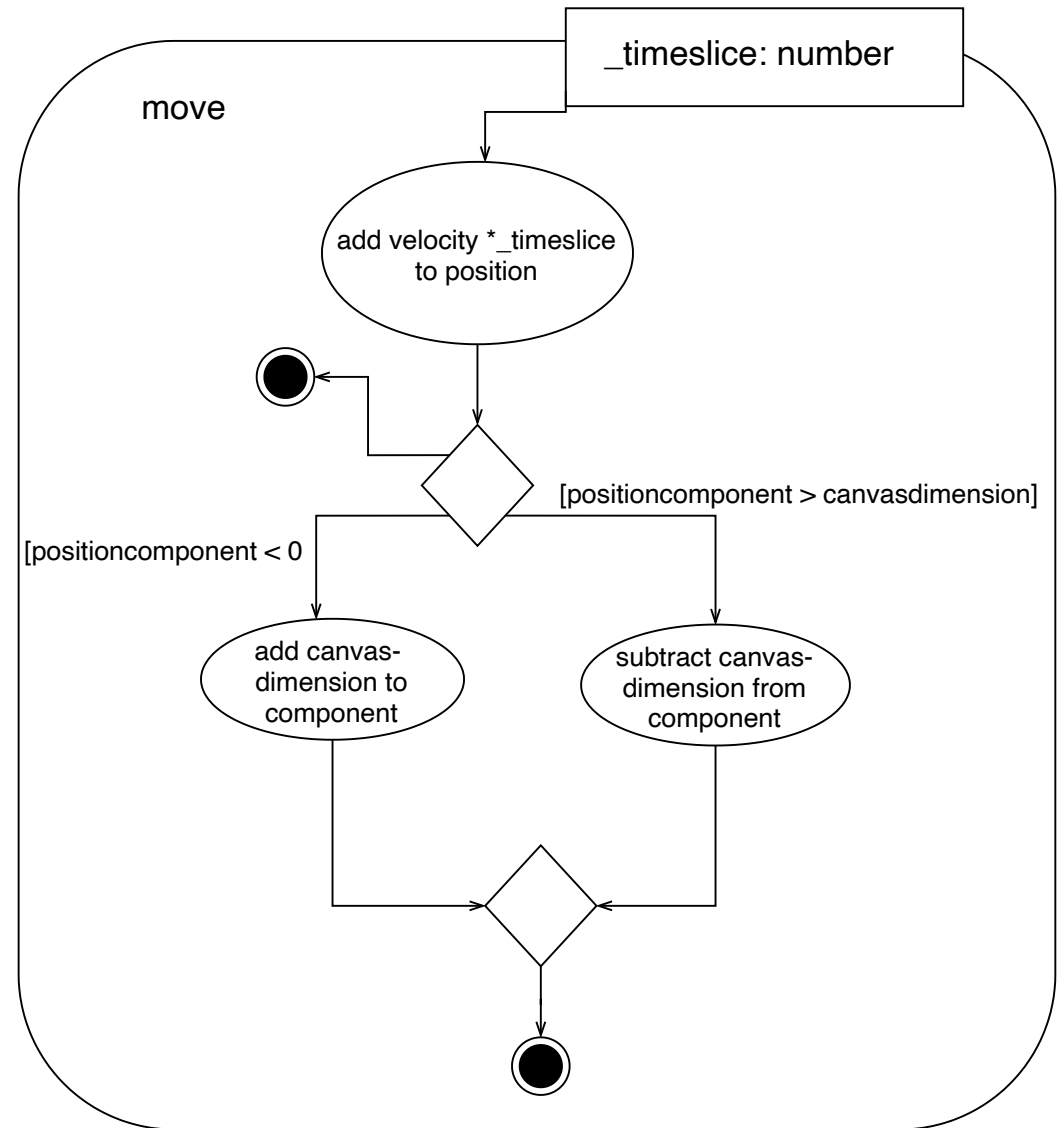 _timeslice: number
move
add velocity *_timeslice
to position
[positioncomponent > canvasdimension]
[positioncomponent < 0
add canvas-
dimension to
component
subtract canvas-
dimension from
component